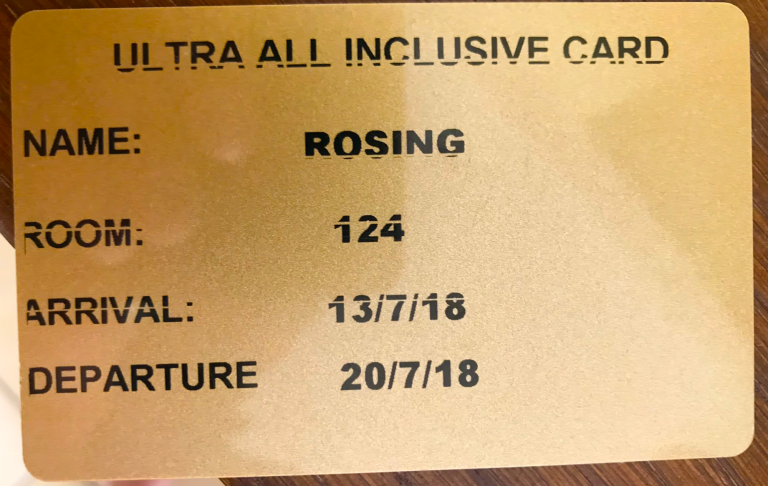 ULTRA ALL INCLUSIVE CARD
NAME: ROSING
ROOM: 124
ARRIVAL: 13/7/18
DEPARTURE 20/7/18